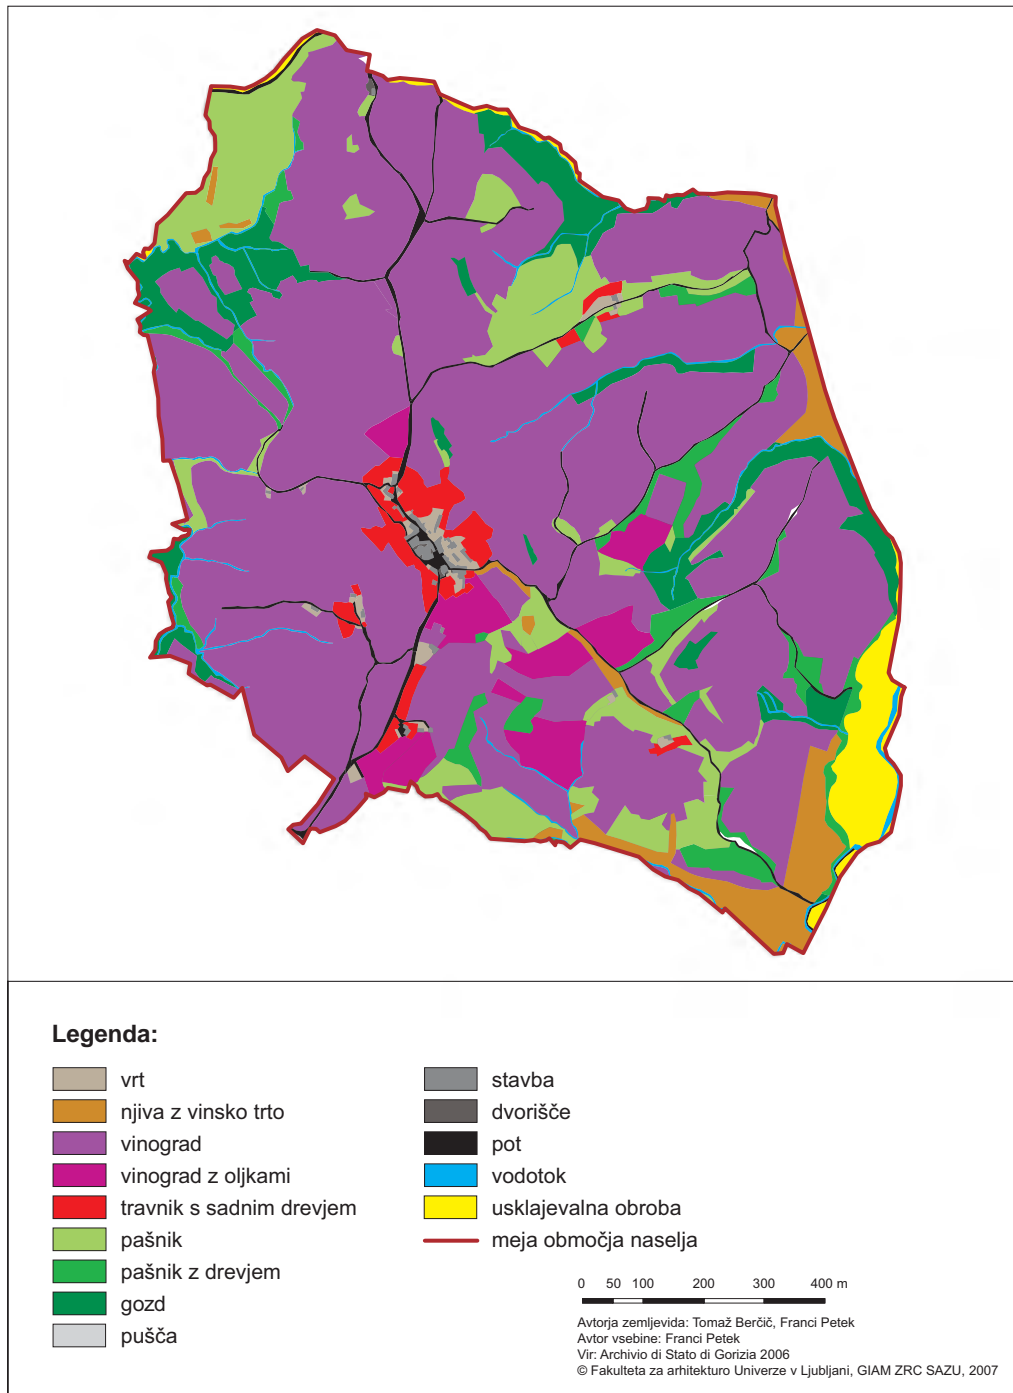 Legenda:
vrt
njiva z vinsko trto
vinograd
vinograd z oljkami
travnik s sadnim drevjem
pašnik
pašnik z drevjem
gozd
pušča
stavba
dvorišče
pot
vodotok
usklajevalna obroba
meja območja naselja
0 50 100 200 300 400 m
Avtorja zemljevida: Tomaž Berčič, Franci Petek
Avtor vsebine: Franci Petek
Vir: Archivio di Stato di Gorizia 2006
© Fakulteta za arhitekturo Univerze v Ljubljani, GIAM ZRC SAZU, 2007